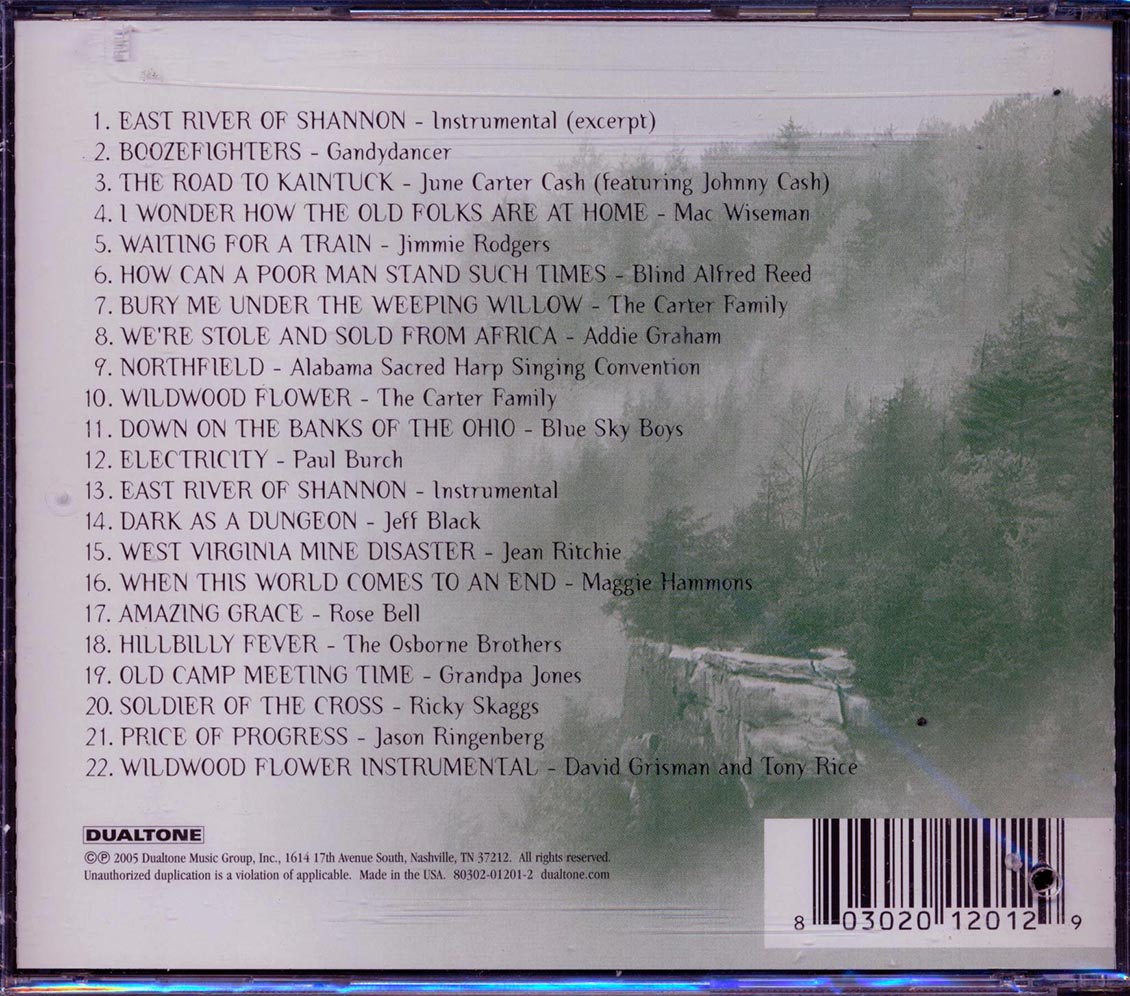 1. EAST RIVER OF SHANNON - Instrumental (excerpt)
2. BOOZEFIGHTERS - Gandydancer
3. THE ROAD TO KAINTUCK - June Carter Cash (featuring Johnny Cash)
4. I WONDER HOW THE OLD FOLKS ARE AT HOME - Mac Wiseman
5. WAITING FOR A TRAIN - Jimmie Rodgers
6. HOW CAN A POOR MAN STAND SUCH TIMES - Blind Alfred Reed
7. BURY ME UNDER THE WEEPING WILLOW - The Carter Family
8. WE'RE STOLE AND SOLD FROM AFRICA - Addie Graham
9. NORTHFIELD - Alabama Sacred Harp Singing Convention
10. WILDWOOD FLOWER - The Carter Family
11. DOWN ON THE BANKS OF THE OHIO - Blue Sky Boys
12. ELECTRICITY - Paul Burch
13. EAST RIVER OF SHANNON - Instrumental
14. DARK AS A DUNGEON - Jeff Black
15. WEST VIRGINIA MINE DISASTER - Jean Ritchie
16. WHEN THIS WORLD COMES TO AN END - Maggie Hammons
17. AMAZING GRACE - Rose Bell
18. HILLBILLY FEVER - The Osborne Brothers
19. OLD CAMP MEETING TIME - Grandpa Jones
20. SOLDIER OF THE CROSS - Ricky Skaggs
21. PRICE OF PROGRESS - Jason Ringenberg
22. WILDWOOD FLOWER INSTRUMENTAL - David Grisman and Tony Rice
DUALTONE
©℗ 2005 Dualtone Music Group, Inc., 1614 17th Avenue South, Nashville, TN 37212. All rights reserved.
Unauthorized duplication is a violation of applicable. Made in the USA. 80302-01201-2 dualtone.com
8 03020 12012 9